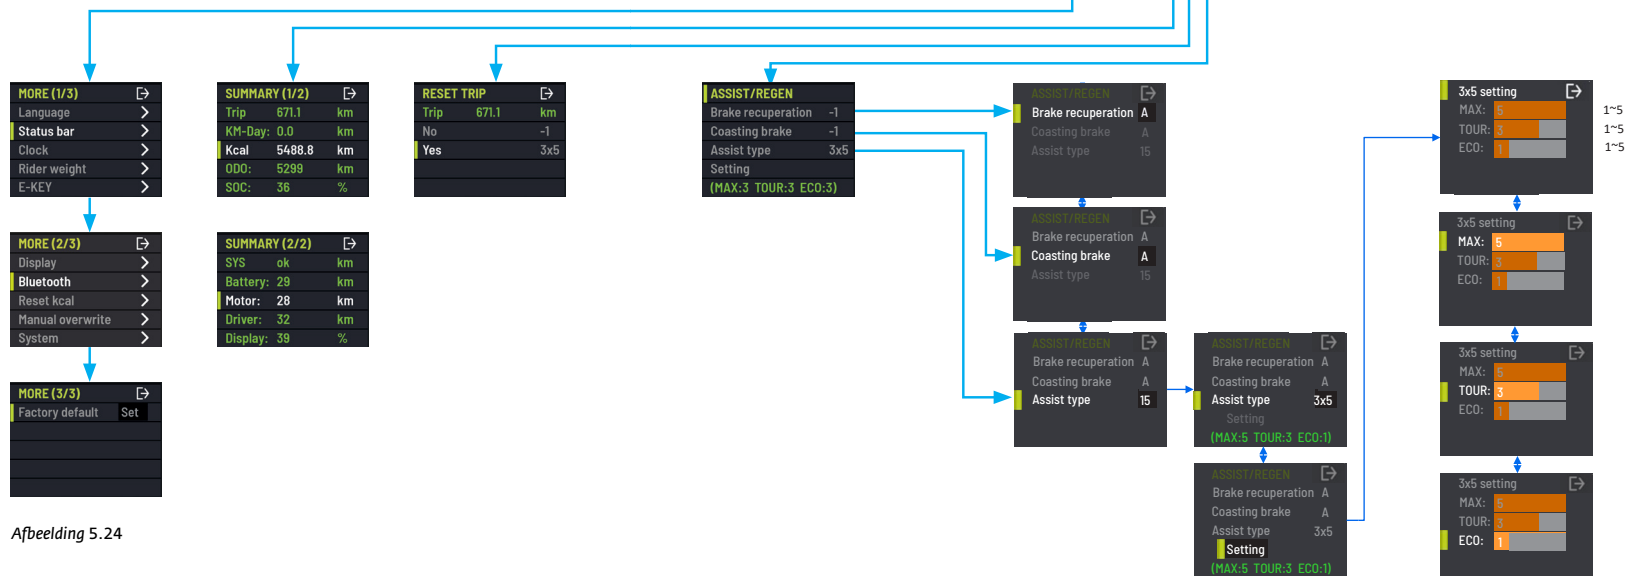 MORE (1/3)
Language
Status bar
Clock
Rider weight
E-KEY
MORE (2/3)
Display
Bluetooth
Reset kcal
Manual overwrite
System
MORE (3/3)
Factory default Set
Afbeelding 5.24
SUMMARY (1/2)
Trip 671.1 km
KM-Day: 0.0 km
Kcal 5488.8 km
ODO: 5299 km
SOC: 36 %
SUMMARY (2/2)
SYS ok km
Battery: 29 km
Motor: 28 km
Driver: 32 km
Display: 39 %
RESET TRIP
Trip 671.1 km
No -1
Yes 3x5
ASSIST/REGEN
Brake recuperation -1
Coasting brake -1
Assist type 3x5
Setting
(MAX:3 TOUR:3 ECO:3)
ASSIST/REGEN
Brake recuperation A
Coasting brake A
Assist type 15
ASSIST/REGEN
Brake recuperation A
Coasting brake A
Assist type 15
ASSIST/REGEN
Brake recuperation A
Coasting brake A
Assist type 15
ASSIST/REGEN
Brake recuperation A
Coasting brake A
Assist type 3x5
Setting
(MAX:5 TOUR:3 ECO:1)
ASSIST/REGEN
Brake recuperation A
Coasting brake A
Assist type 3x5
Setting
(MAX:5 TOUR:3 ECO:1)
3x5 setting
MAX: 5 1~5
TOUR: 3 1~5
ECO: 1 1~5
3x5 setting
MAX: 5
TOUR: 3
ECO: 1
3x5 setting
MAX: 5
TOUR: 3
ECO: 1
3x5 setting
MAX: 5
TOUR: 3
ECO: 1